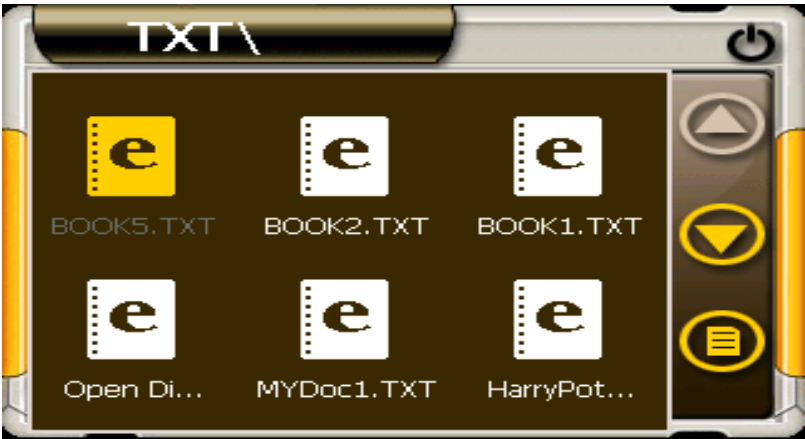 TXT\
BOOK5.TXT BOOK2.TXT BOOK1.TXT
Open Di... MYDoc1.TXT HarryPot...